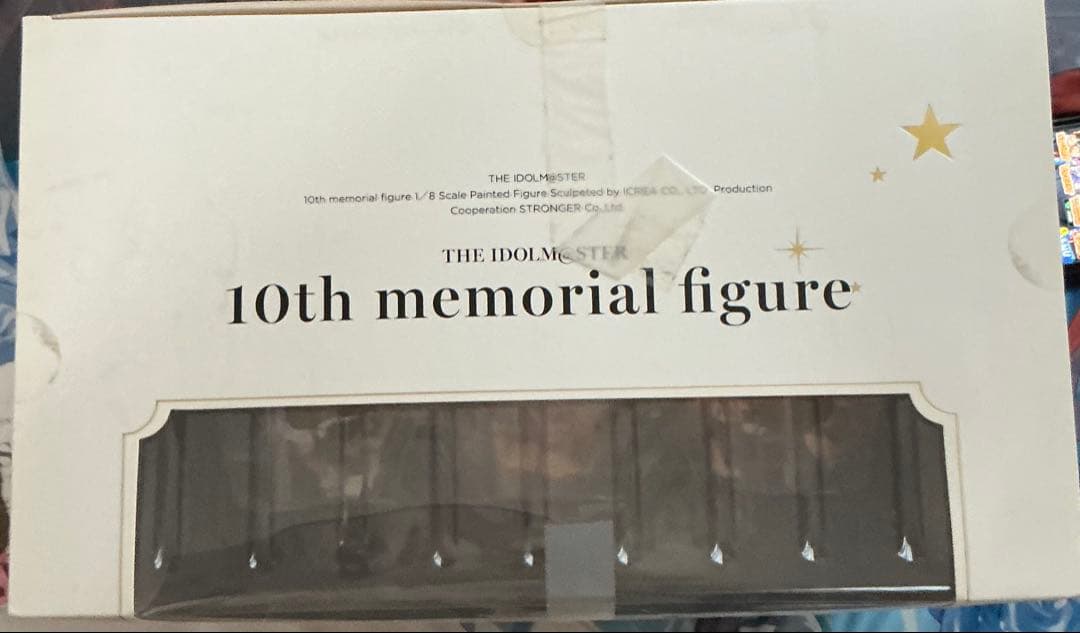 THE IDOLM@STER
10th memorial figure 1/8 Scale Painted Figure Sculpeted by ICREA CO., LTD Production
Cooperation STRONGER Co.,Ltd.
THE IDOLM@STER
10th memorial figure